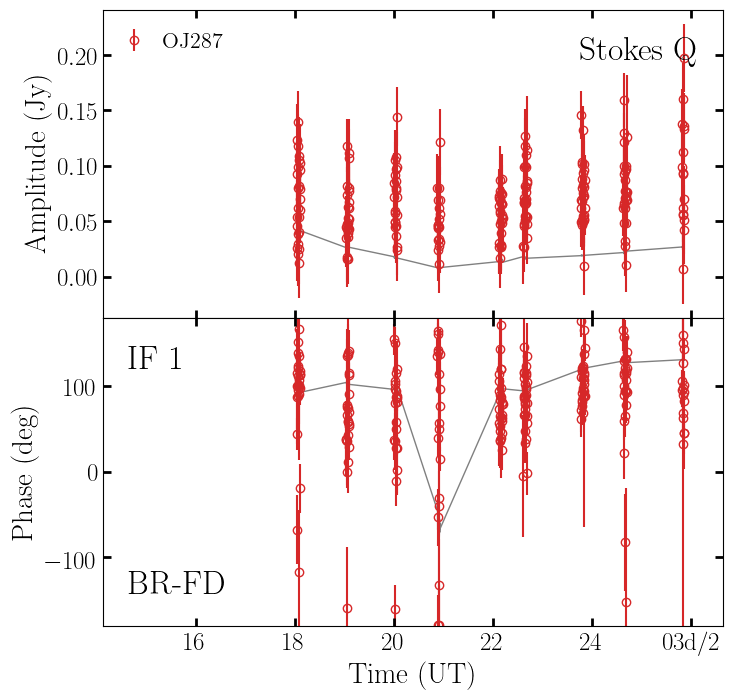 OJ287
Stokes Q
0.20
0.15
0.10
0.05
0.00
Amplitude (Jy)
IF 1
100
0
−100
Phase (deg)
BR-FD
16 18 20 22 24 03d/2
Time (UT)